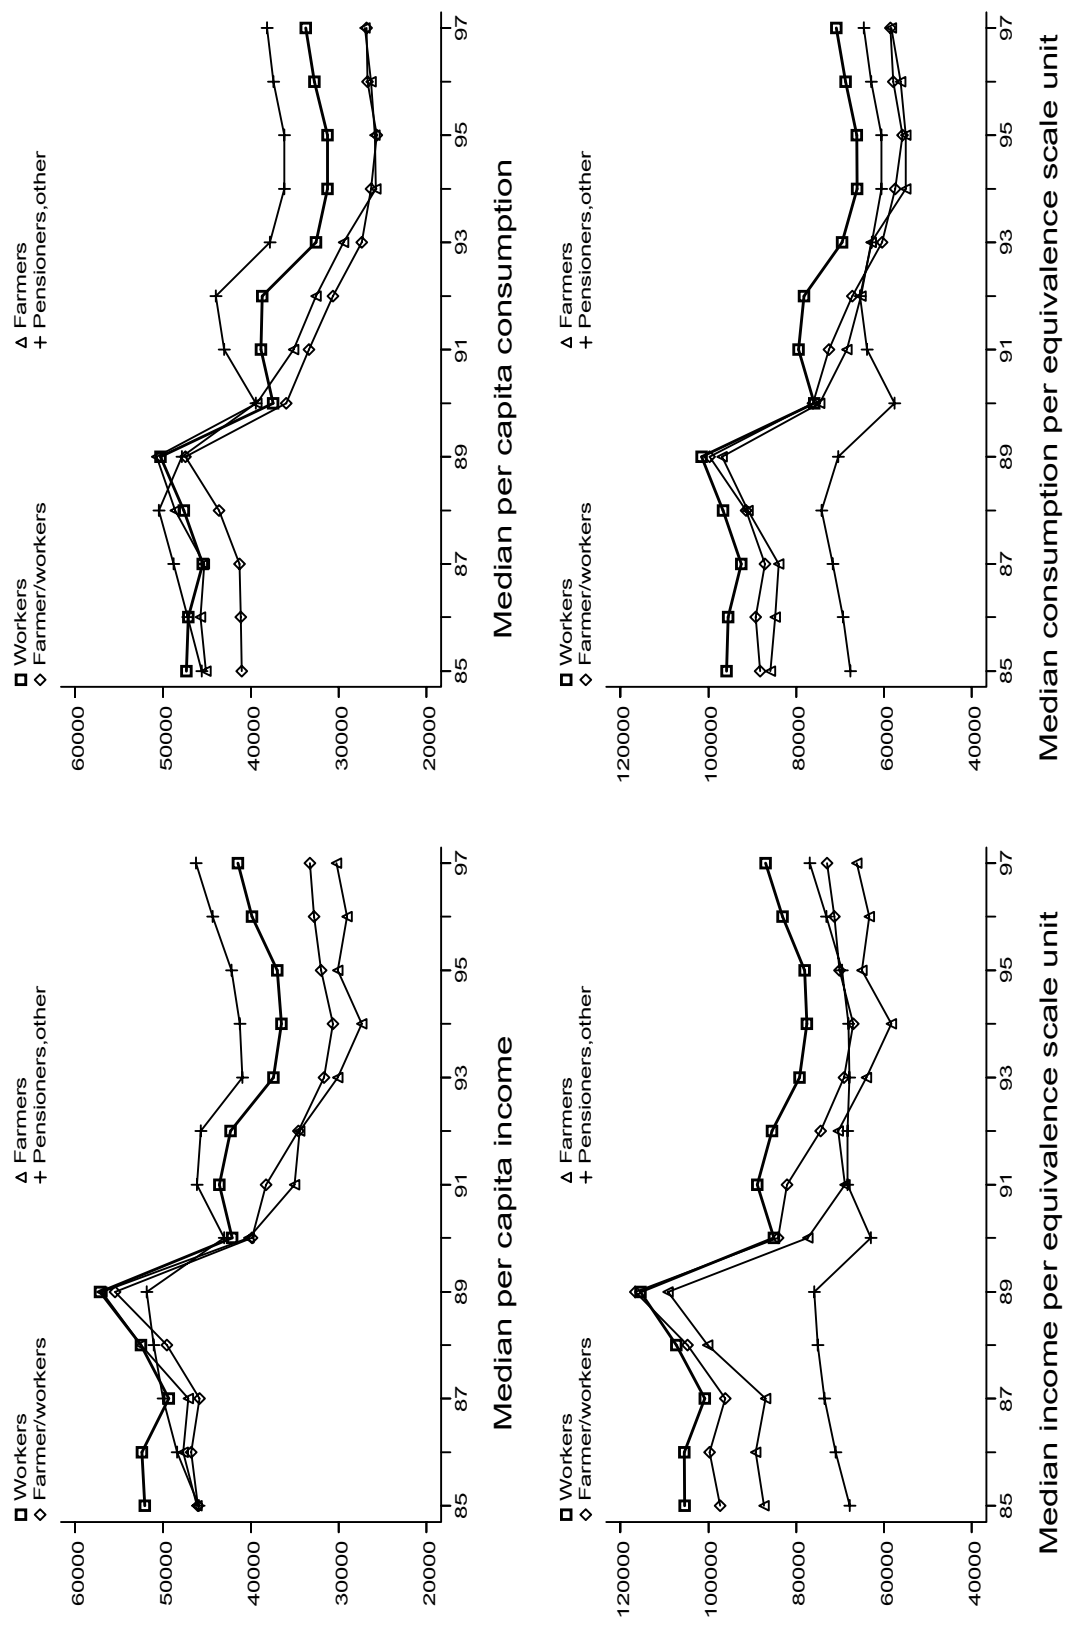 □ Workers △ Farmers
◇ Farmer/workers + Pensioners,other
60000
50000
40000
30000
20000
85 87 89 91 93 95 97
Median per capita income
□ Workers △ Farmers
◇ Farmer/workers + Pensioners,other
60000
50000
40000
30000
20000
85 87 89 91 93 95 97
Median per capita consumption
□ Workers △ Farmers
◇ Farmer/workers + Pensioners,other
120000
100000
80000
60000
40000
85 87 89 91 93 95 97
Median income per equivalence scale unit
□ Workers △ Farmers
◇ Farmer/workers + Pensioners,other
120000
100000
80000
60000
40000
85 87 89 91 93 95 97
Median consumption per equivalence scale unit